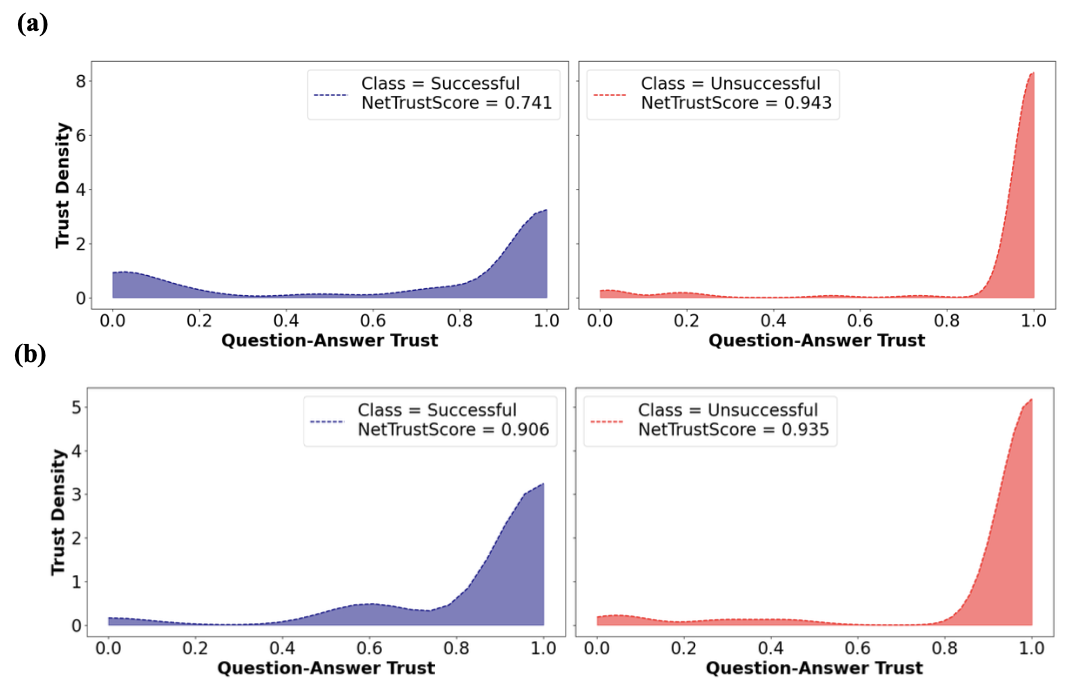 (a)
Class = Successful
NetTrustScore = 0.741
Class = Unsuccessful
NetTrustScore = 0.943
Trust Density
8
6
4
2
0
0.0 0.2 0.4 0.6 0.8 1.0
0.0 0.2 0.4 0.6 0.8 1.0
Question-Answer Trust
Question-Answer Trust
(b)
Class = Successful
NetTrustScore = 0.906
Class = Unsuccessful
NetTrustScore = 0.935
Trust Density
5
4
3
2
1
0
0.0 0.2 0.4 0.6 0.8 1.0
0.0 0.2 0.4 0.6 0.8 1.0
Question-Answer Trust
Question-Answer Trust